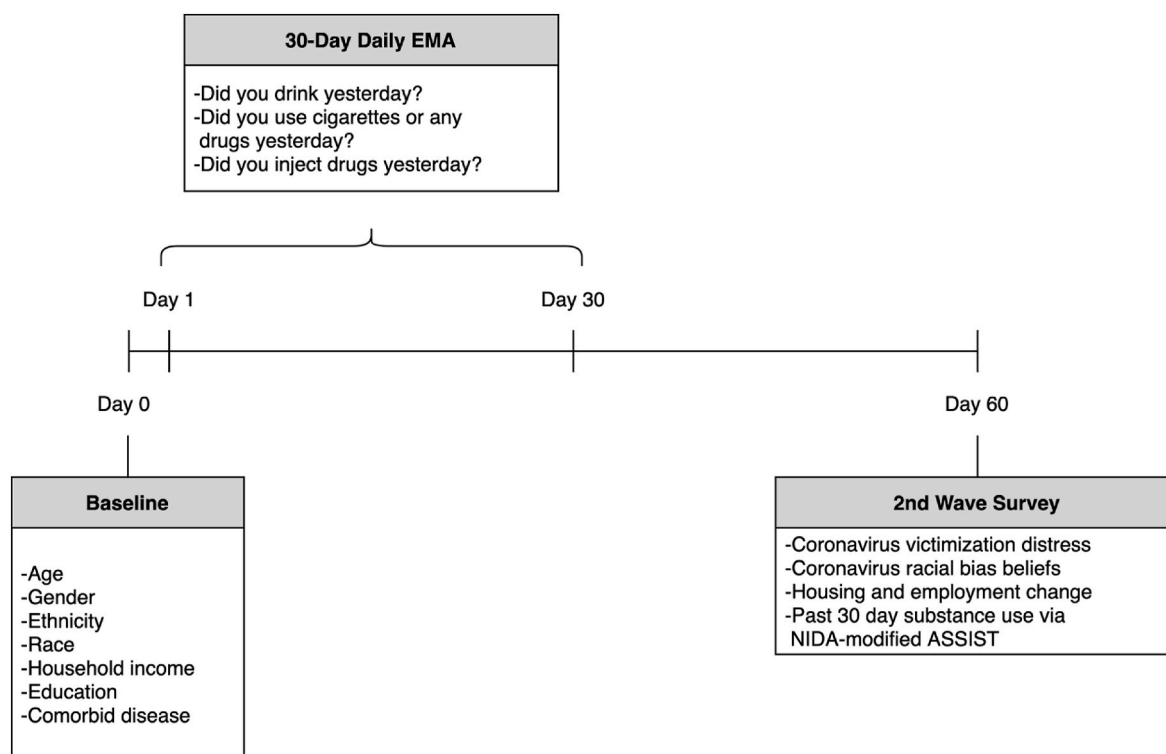 30-Day Daily EMA
-Did you drink yesterday?
-Did you use cigarettes or any
drugs yesterday?
-Did you inject drugs yesterday?
Day 1
Day 30
Day 0
Day 60
Baseline
-Age
-Gender
-Ethnicity
-Race
-Household income
-Education
-Comorbid disease
2nd Wave Survey
-Coronavirus victimization distress
-Coronavirus racial bias beliefs
-Housing and employment change
-Past 30 day substance use via
NIDA-modified ASSIST